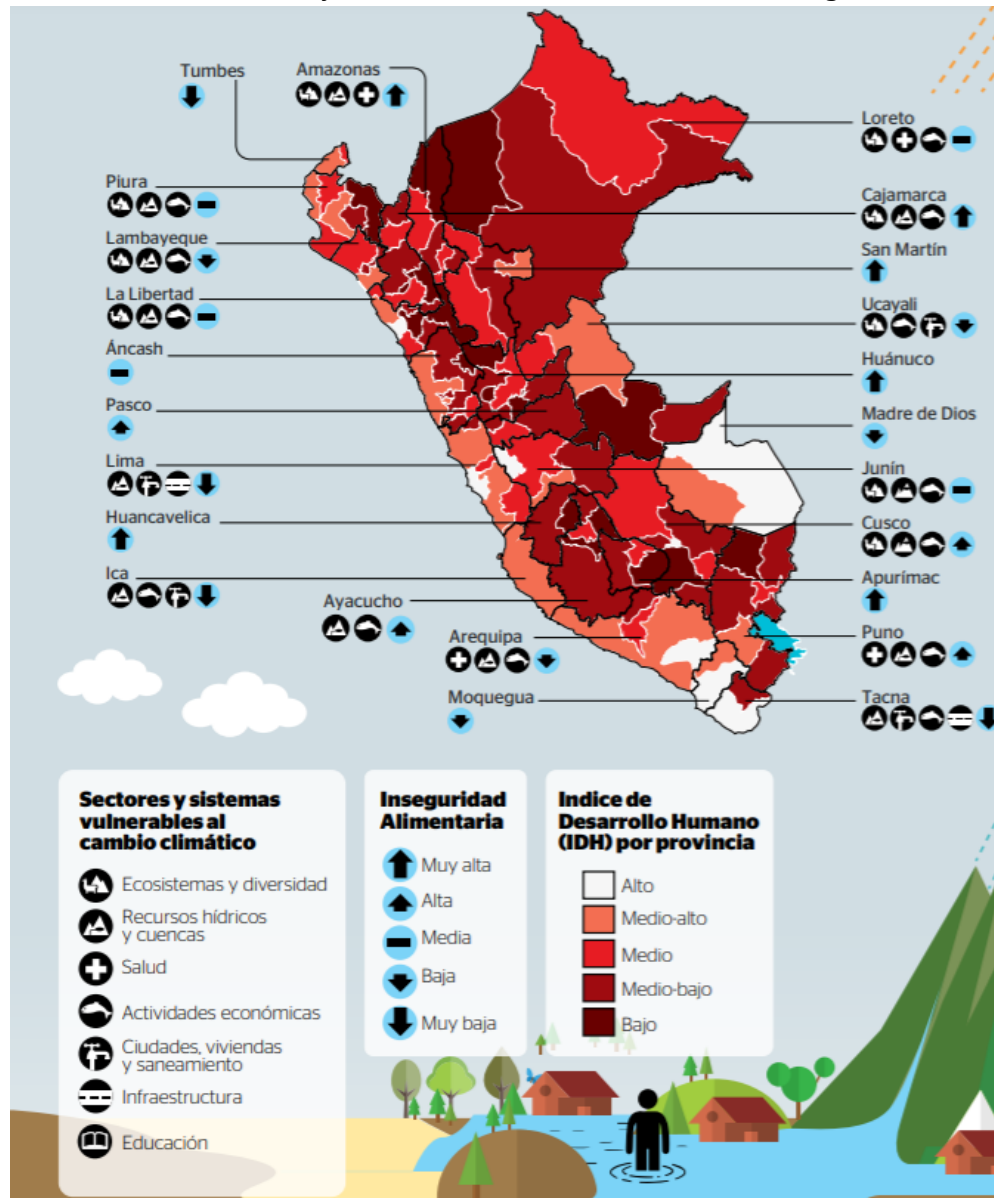 Tumbes
Amazonas
Piura
Lambayeque
La Libertad
Áncash
Pasco
Lima
Huancavelica
Ica
Ayacucho
Arequipa
Moquegua
Loreto
Cajamarca
San Martín
Ucayali
Huánuco
Madre de Dios
Junín
Cusco
Apurímac
Puno
Tacna
Sectores y sistemas
vulnerables al
cambio climático
Ecosistemas y diversidad
Recursos hídricos
y cuencas
Salud
Actividades económicas
Ciudades, viviendas
y saneamiento
Infraestructura
Educación
Inseguridad
Alimentaria
Muy alta
Alta
Media
Baja
Muy baja
Indice de
Desarrollo Humano
(IDH) por provincia
Alto
Medio-alto
Medio
Medio-bajo
Bajo